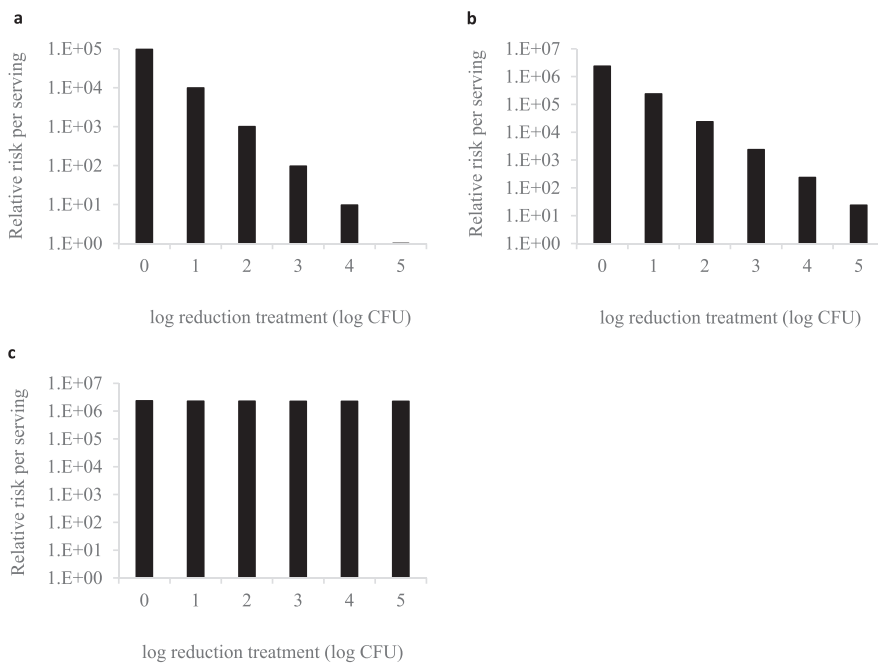 a
Relative risk per serving
1.E+05
1.E+04
1.E+03
1.E+02
1.E+01
1.E+00
0 1 2 3 4 5
log reduction treatment (log CFU)
b
Relative risk per serving
1.E+07
1.E+06
1.E+05
1.E+04
1.E+03
1.E+02
1.E+01
1.E+00
0 1 2 3 4 5
log reduction treatment (log CFU)
c
Relative risk per serving
1.E+07
1.E+06
1.E+05
1.E+04
1.E+03
1.E+02
1.E+01
1.E+00
0 1 2 3 4 5
log reduction treatment (log CFU)